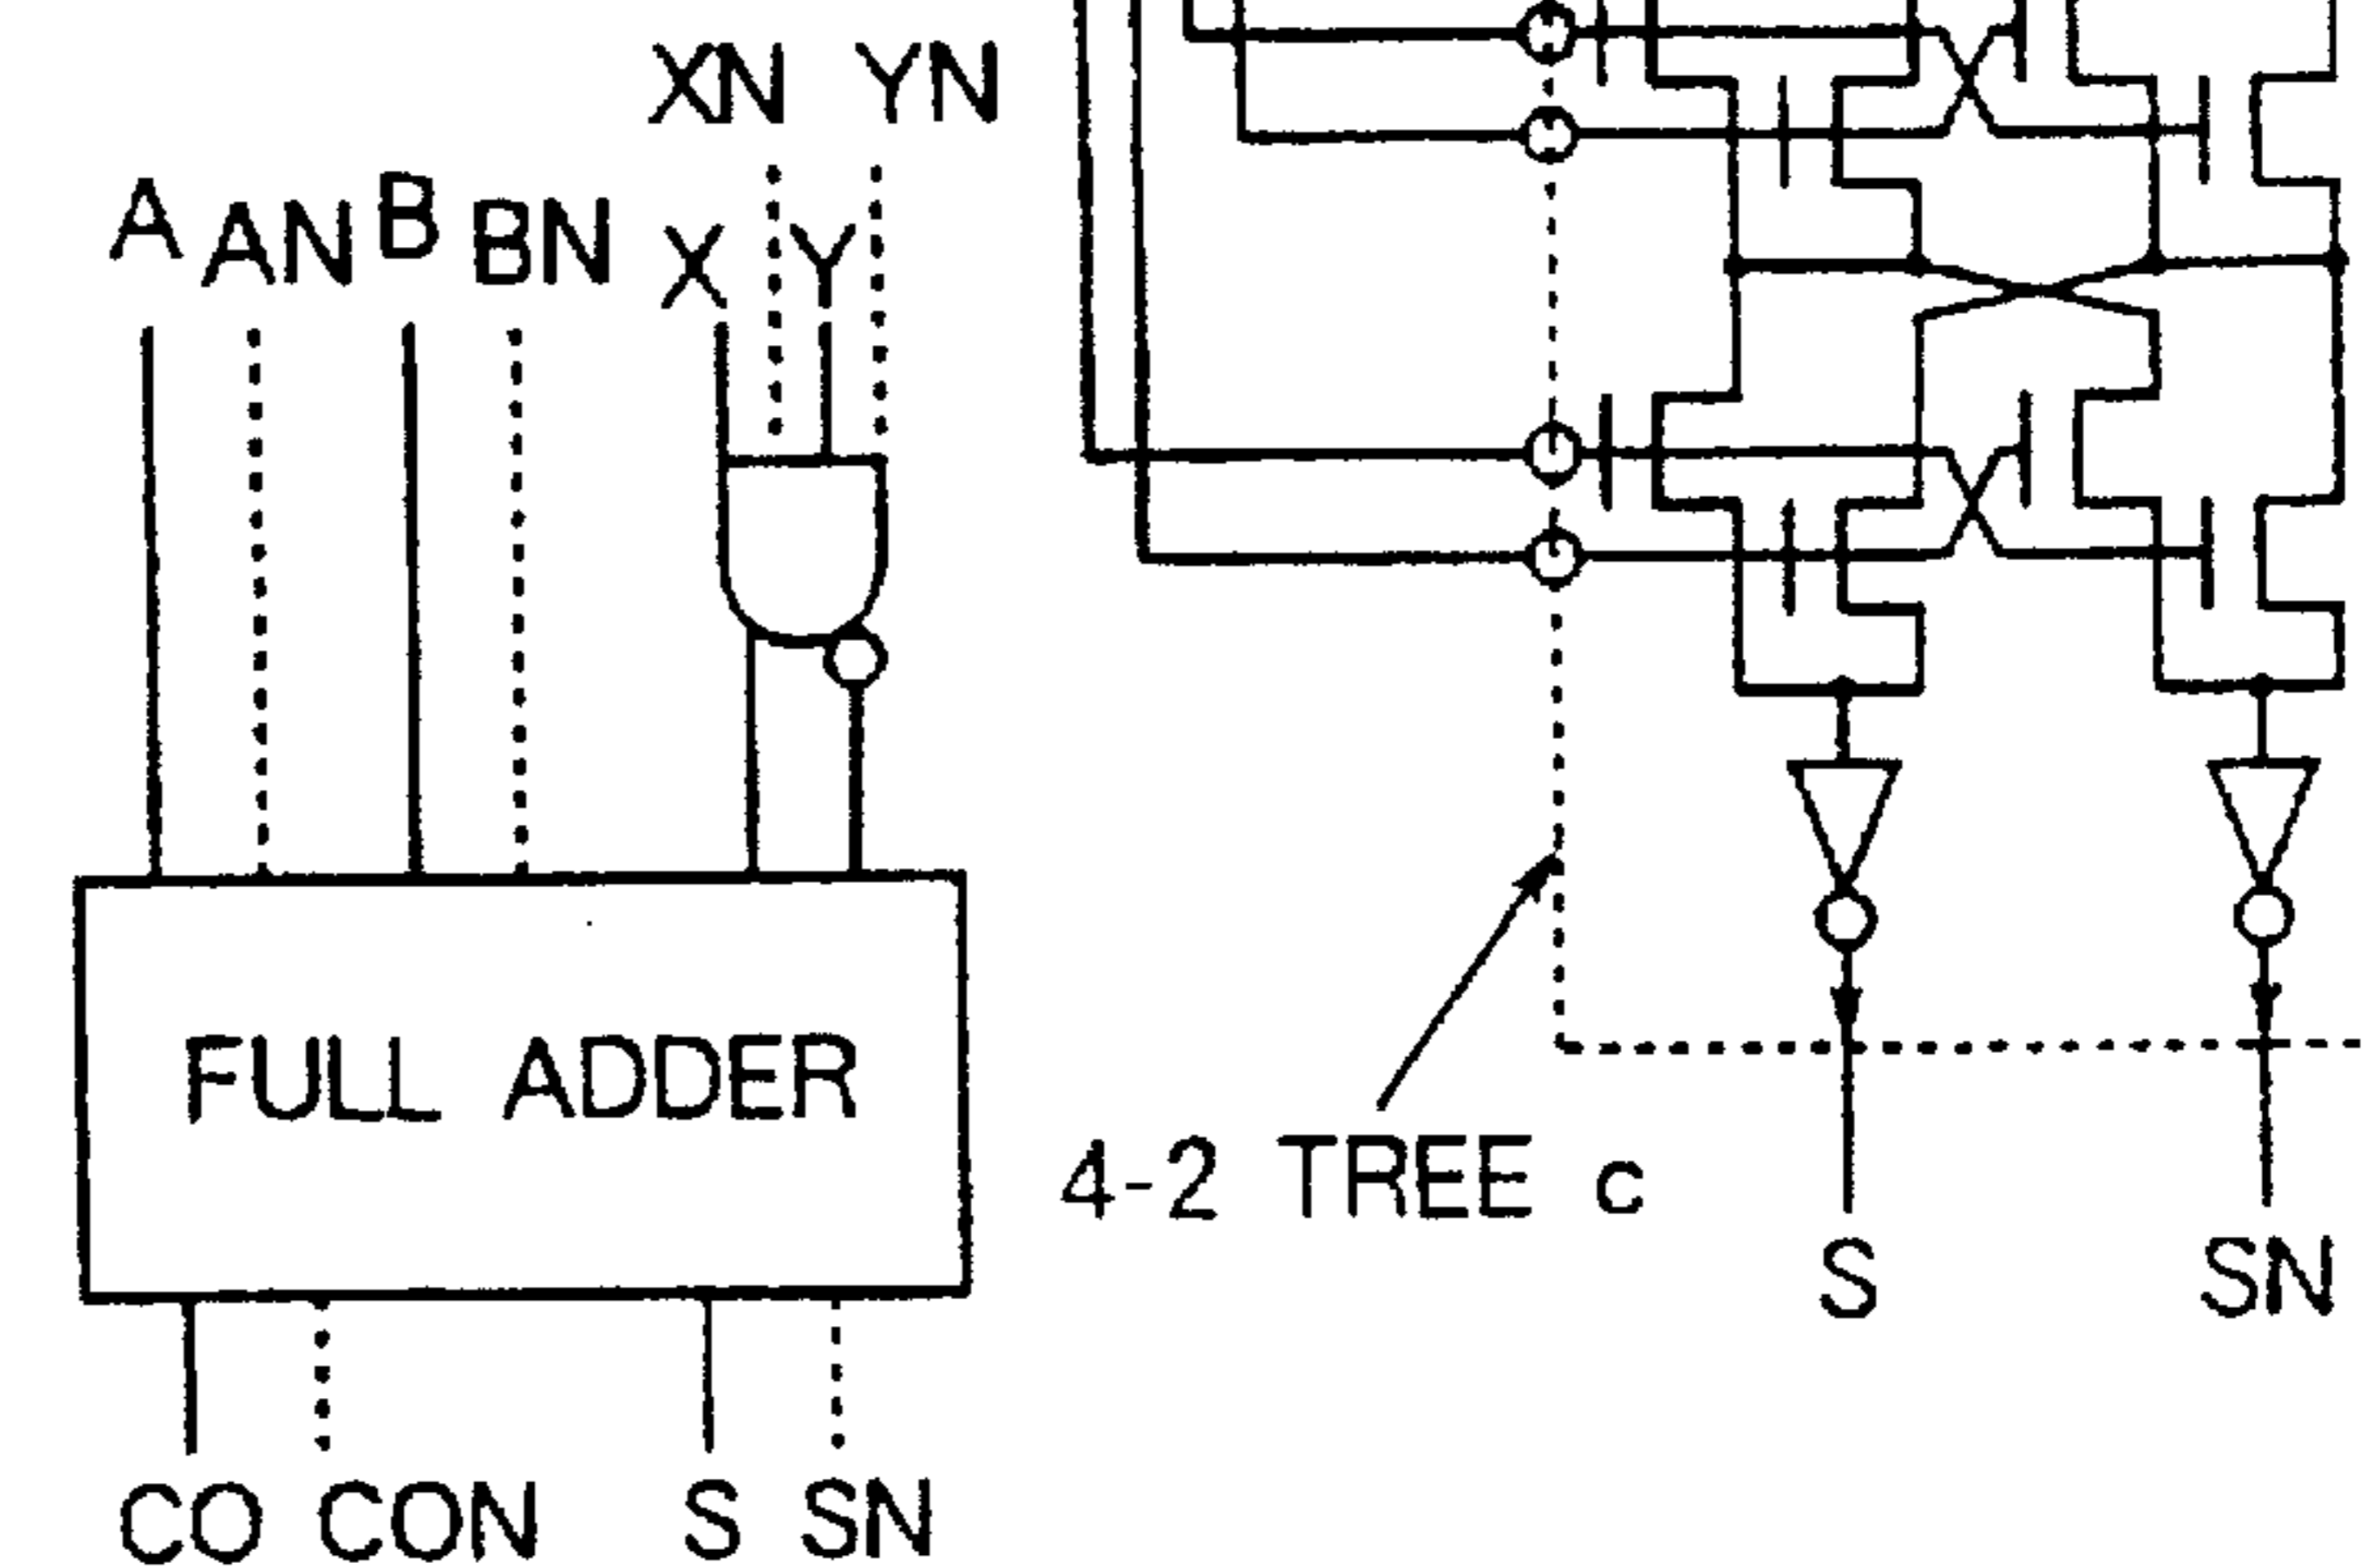 XN YN
A AN B BN X Y
FULL ADDER
4-2 TREE c
S SN
CO CON S SN